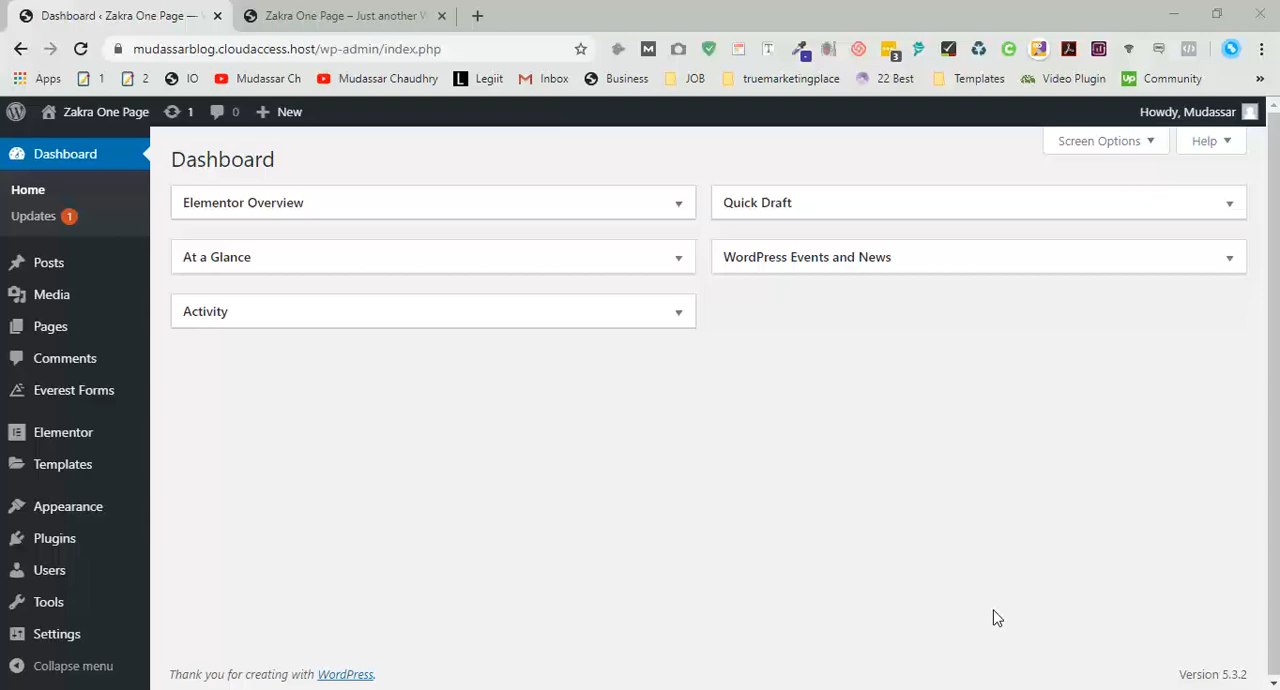 Dashboard ‹ Zakra One Page —
Zakra One Page – Just another W
mudassarblog.cloudaccess.host/wp-admin/index.php
3
Apps
1
2
IO
Mudassar Ch
Mudassar Chaudhry
Legiit
Inbox
Business
JOB
truemarketingplace
22 Best
Templates
Video Plugin
Up
Community
»
Zakra One Page
1
0
New
Howdy, Mudassar
Dashboard
Home
Updates 1
Posts
Media
Pages
Comments
Everest Forms
Elementor
Templates
Appearance
Plugins
Users
Tools
Settings
Collapse menu
Screen Options
Help
Dashboard
Elementor Overview
Quick Draft
At a Glance
WordPress Events and News
Activity
Thank you for creating with WordPress.
Version 5.3.2